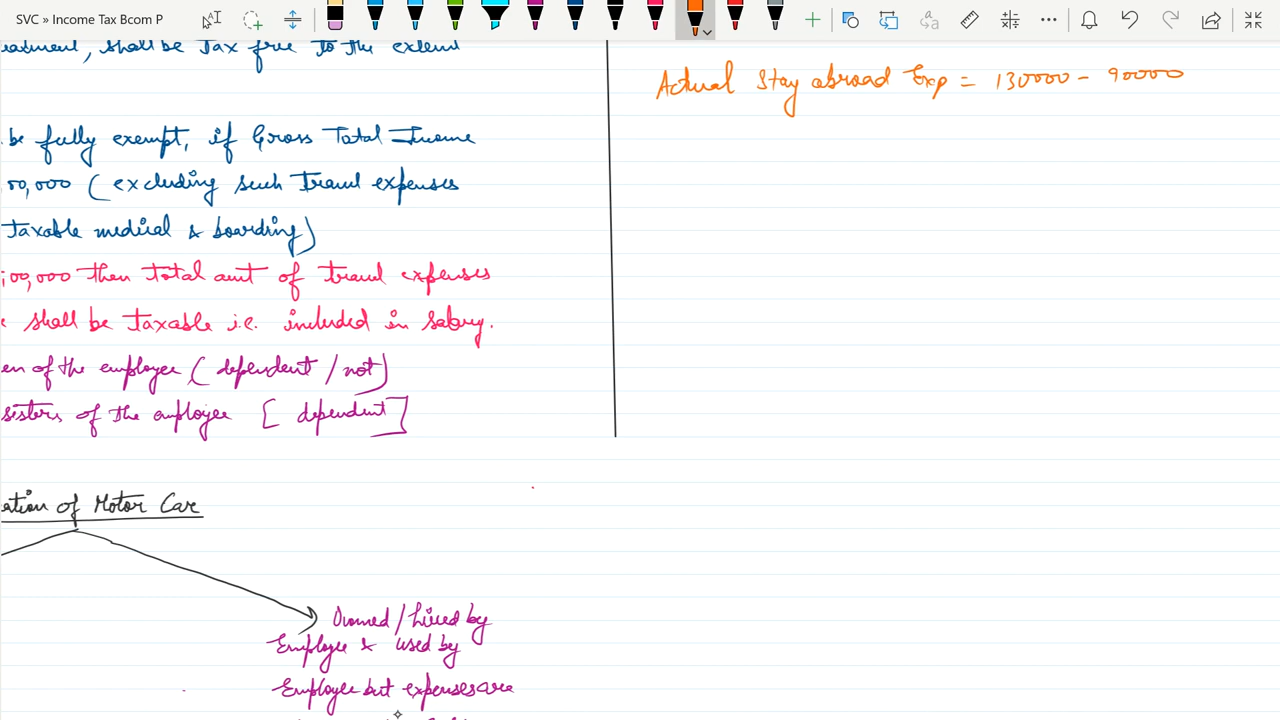 SVC » Income Tax Bcom P
eatment, shall be Tax free to the extent
Actual Stay abroad Exp = 130000 - 90000
be fully exempt, if Gross Total Income
,00,000 ( excluding such Travel expenses
Taxable medical & boarding)
,00,000 then total amt of travel expenses
e shall be taxable i.e. included in Salary.
en of the employee ( dependent / not)
sisters of the employee [ dependent]
ation of Motor Car
Owned / hired by
Employee & used by
Employee but expenses are